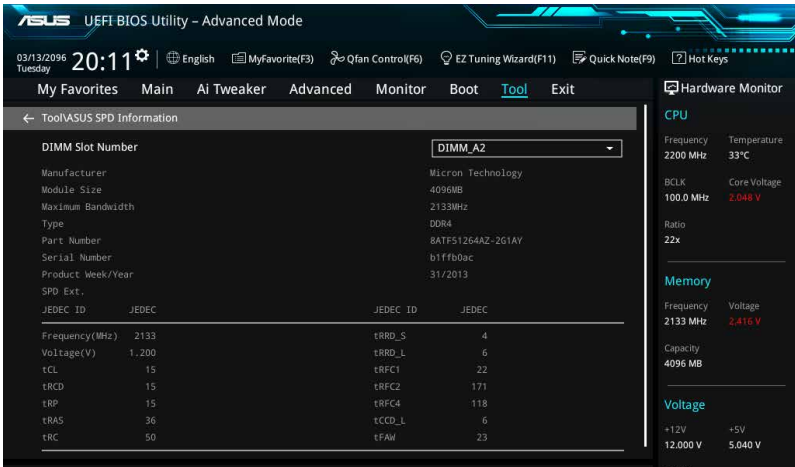 ASUS UEFI BIOS Utility – Advanced Mode
03/13/2096 Tuesday 20:11 English MyFavorite(F3) Qfan Control(F6) EZ Tuning Wizard(F11) Quick Note(F9) ? Hot Keys
My Favorites Main Ai Tweaker Advanced Monitor Boot Tool Exit
← Tool\ASUS SPD Information
DIMM Slot Number DIMM_A2
Manufacturer Micron Technology
Module Size 4096MB
Maximum Bandwidth 2133MHz
Type DDR4
Part Number 8ATF51264AZ-2G1AY
Serial Number b1ffb0ac
Product Week/Year 31/2013
SPD Ext.
JEDEC ID JEDEC JEDEC ID JEDEC
Frequency(MHz) 2133 tRRD_S 4
Voltage(V) 1.200 tRRD_L 6
tCL 15 tRFC1 22
tRCD 15 tRFC2 171
tRP 15 tRFC4 118
tRAS 36 tCCD_L 6
tRC 50 tFAW 23
Hardware Monitor
CPU
Frequency Temperature
2200 MHz 33°C
BCLK Core Voltage
100.0 MHz 2.048 V
Ratio
22x
Memory
Frequency Voltage
2133 MHz 2.416 V
Capacity
4096 MB
Voltage
+12V +5V
12.000 V 5.040 V